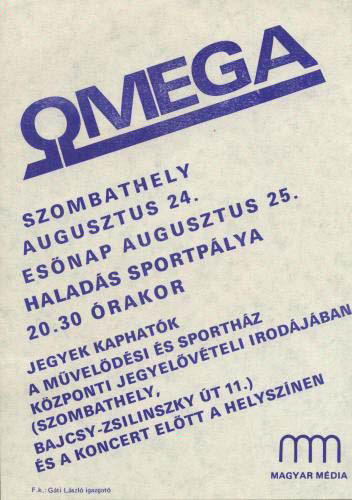 ΩMEGA
SZOMBATHELY
AUGUSZTUS 24.
ESŐNAP AUGUSZTUS 25.
HALADÁS SPORTPÁLYA
20.30 ÓRAKOR
JEGYEK KAPHATÓK
A MŰVELŐDÉSI ÉS SPORTHÁZ
KÖZPONTI JEGYELŐVÉTELI IRODÁJÁBAN
(SZOMBATHELY,
BAJCSY-ZSILINSZKY ÚT 11.)
ÉS A KONCERT ELŐTT A HELYSZÍNEN
MAGYAR MÉDIA
F.k.: Gáti László igazgató